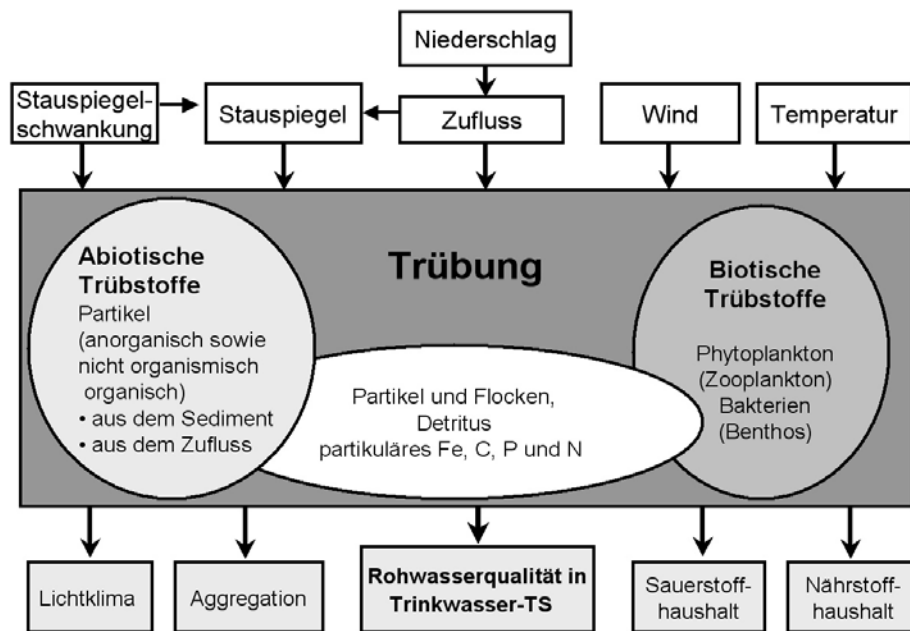 Niederschlag
Stauspiegel-
schwankung
Stauspiegel
Zufluss
Wind
Temperatur
Trübung
Abiotische
Trübstoffe
Partikel
(anorganisch sowie
nicht organismisch
organisch)
• aus dem Sediment
• aus dem Zufluss
Partikel und Flocken,
Detritus
partikuläres Fe, C, P und N
Biotische
Trübstoffe
Phytoplankton
(Zooplankton)
Bakterien
(Benthos)
Lichtklima
Aggregation
Rohwasserqualität in
Trinkwasser-TS
Sauerstoff-
haushalt
Nährstoff-
haushalt